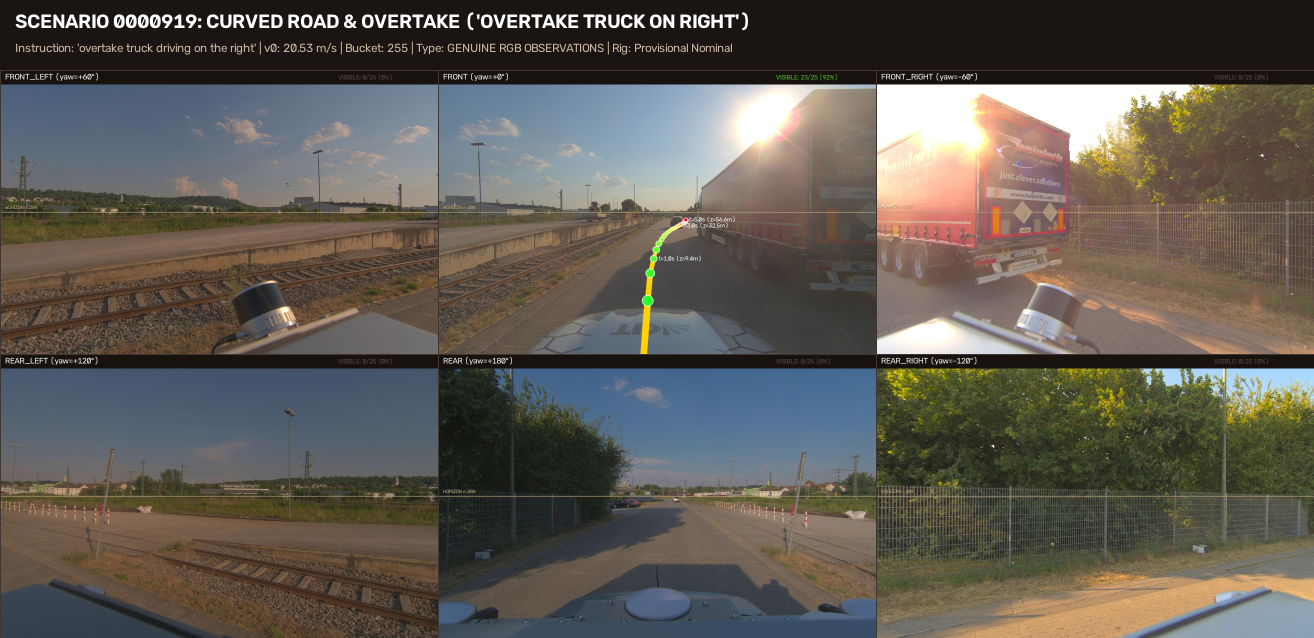 SCENARIO 0000919: CURVED ROAD & OVERTAKE ('OVERTAKE TRUCK ON RIGHT')
Instruction: 'overtake truck driving on the right' | v0: 20.53 m/s | Bucket: 255 | Type: GENUINE RGB OBSERVATIONS | Rig: Provisional Nominal
FRONT_LEFT (yaw=+60°) VISIBLE: 0/25 (0%)
FRONT (yaw=+0°) VISIBLE: 23/25 (92%)
FRONT_RIGHT (yaw=-60°) VISIBLE: 0/25 (0%)
just.clever.solutions
t=5.0s (z=56.6m)
t=3.0s (z=32.5m)
t=1.0s (z=9.4m)
KIT
REAR_LEFT (yaw=+120°) VISIBLE: 0/25 (0%)
REAR (yaw=+180°) VISIBLE: 0/25 (0%)
REAR_RIGHT (yaw=-120°) VISIBLE: 0/25 (0%)